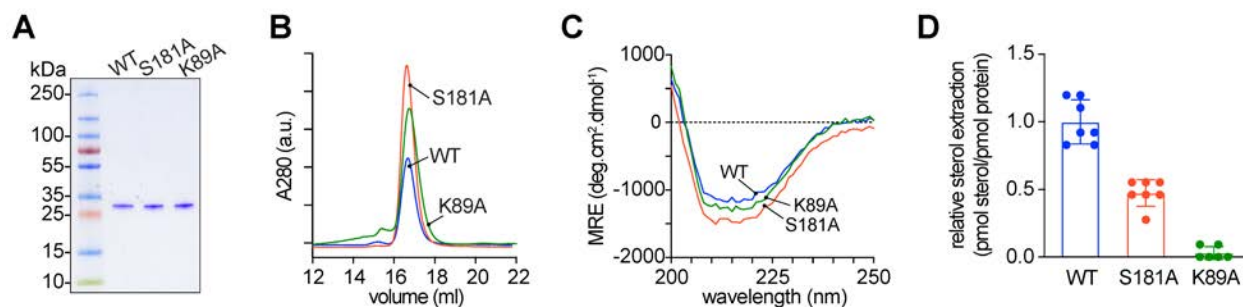 A
kDa
WT
S181A
K89A
250
100
55
35
25
15
10
B
A280 (a.u.)
S181A
WT
K89A
12 14 16 18 20 22
volume (ml)
C
MRE (deg.cm².dmol⁻¹)
1000
0
-1000
-2000
WT
K89A
S181A
200 225 250
wavelength (nm)
D
relative sterol extraction
(pmol sterol/pmol protein)
1.5
1.0
0.5
0.0
WT S181A K89A